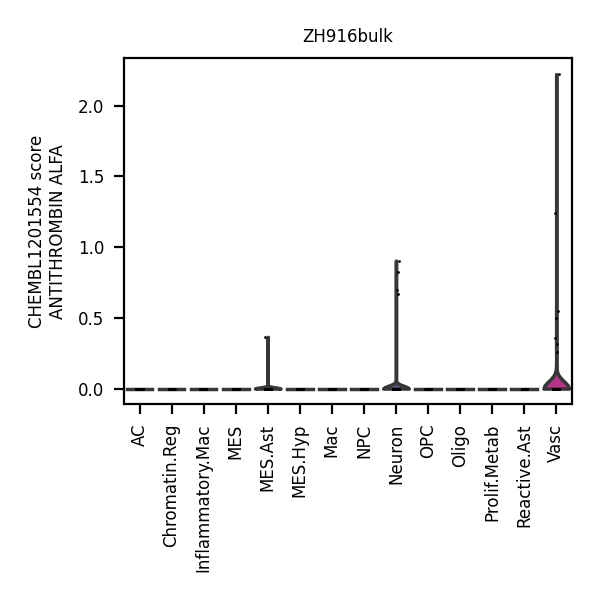 ZH916bulk
CHEMBL1201554 score
ANTITHROMBIN ALFA
2.0
1.5
1.0
0.5
0.0
AC
Chromatin.Reg
Inflammatory.Mac
MES
MES.Ast
MES.Hyp
Mac
NPC
Neuron
OPC
Oligo
Prolif.Metab
Reactive.Ast
Vasc